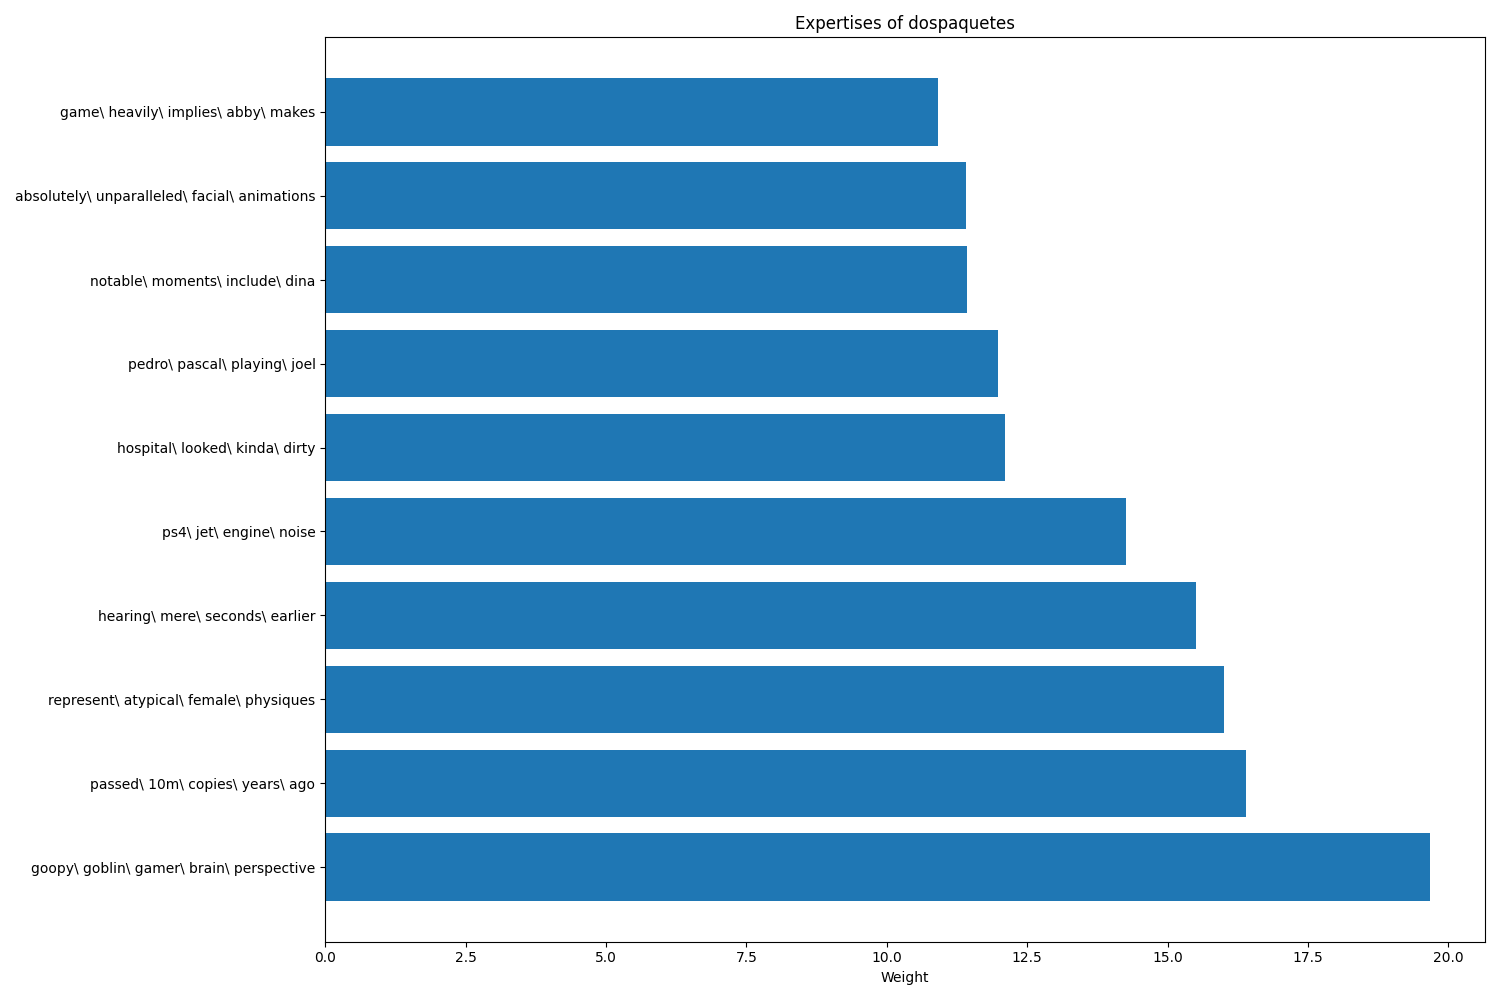 Expertises of dospaquetes
game\ heavily\ implies\ abby\ makes
absolutely\ unparalleled\ facial\ animations
notable\ moments\ include\ dina
pedro\ pascal\ playing\ joel
hospital\ looked\ kinda\ dirty
ps4\ jet\ engine\ noise
hearing\ mere\ seconds\ earlier
represent\ atypical\ female\ physiques
passed\ 10m\ copies\ years\ ago
goopy\ goblin\ gamer\ brain\ perspective
0.0 2.5 5.0 7.5 10.0 12.5 15.0 17.5 20.0
Weight